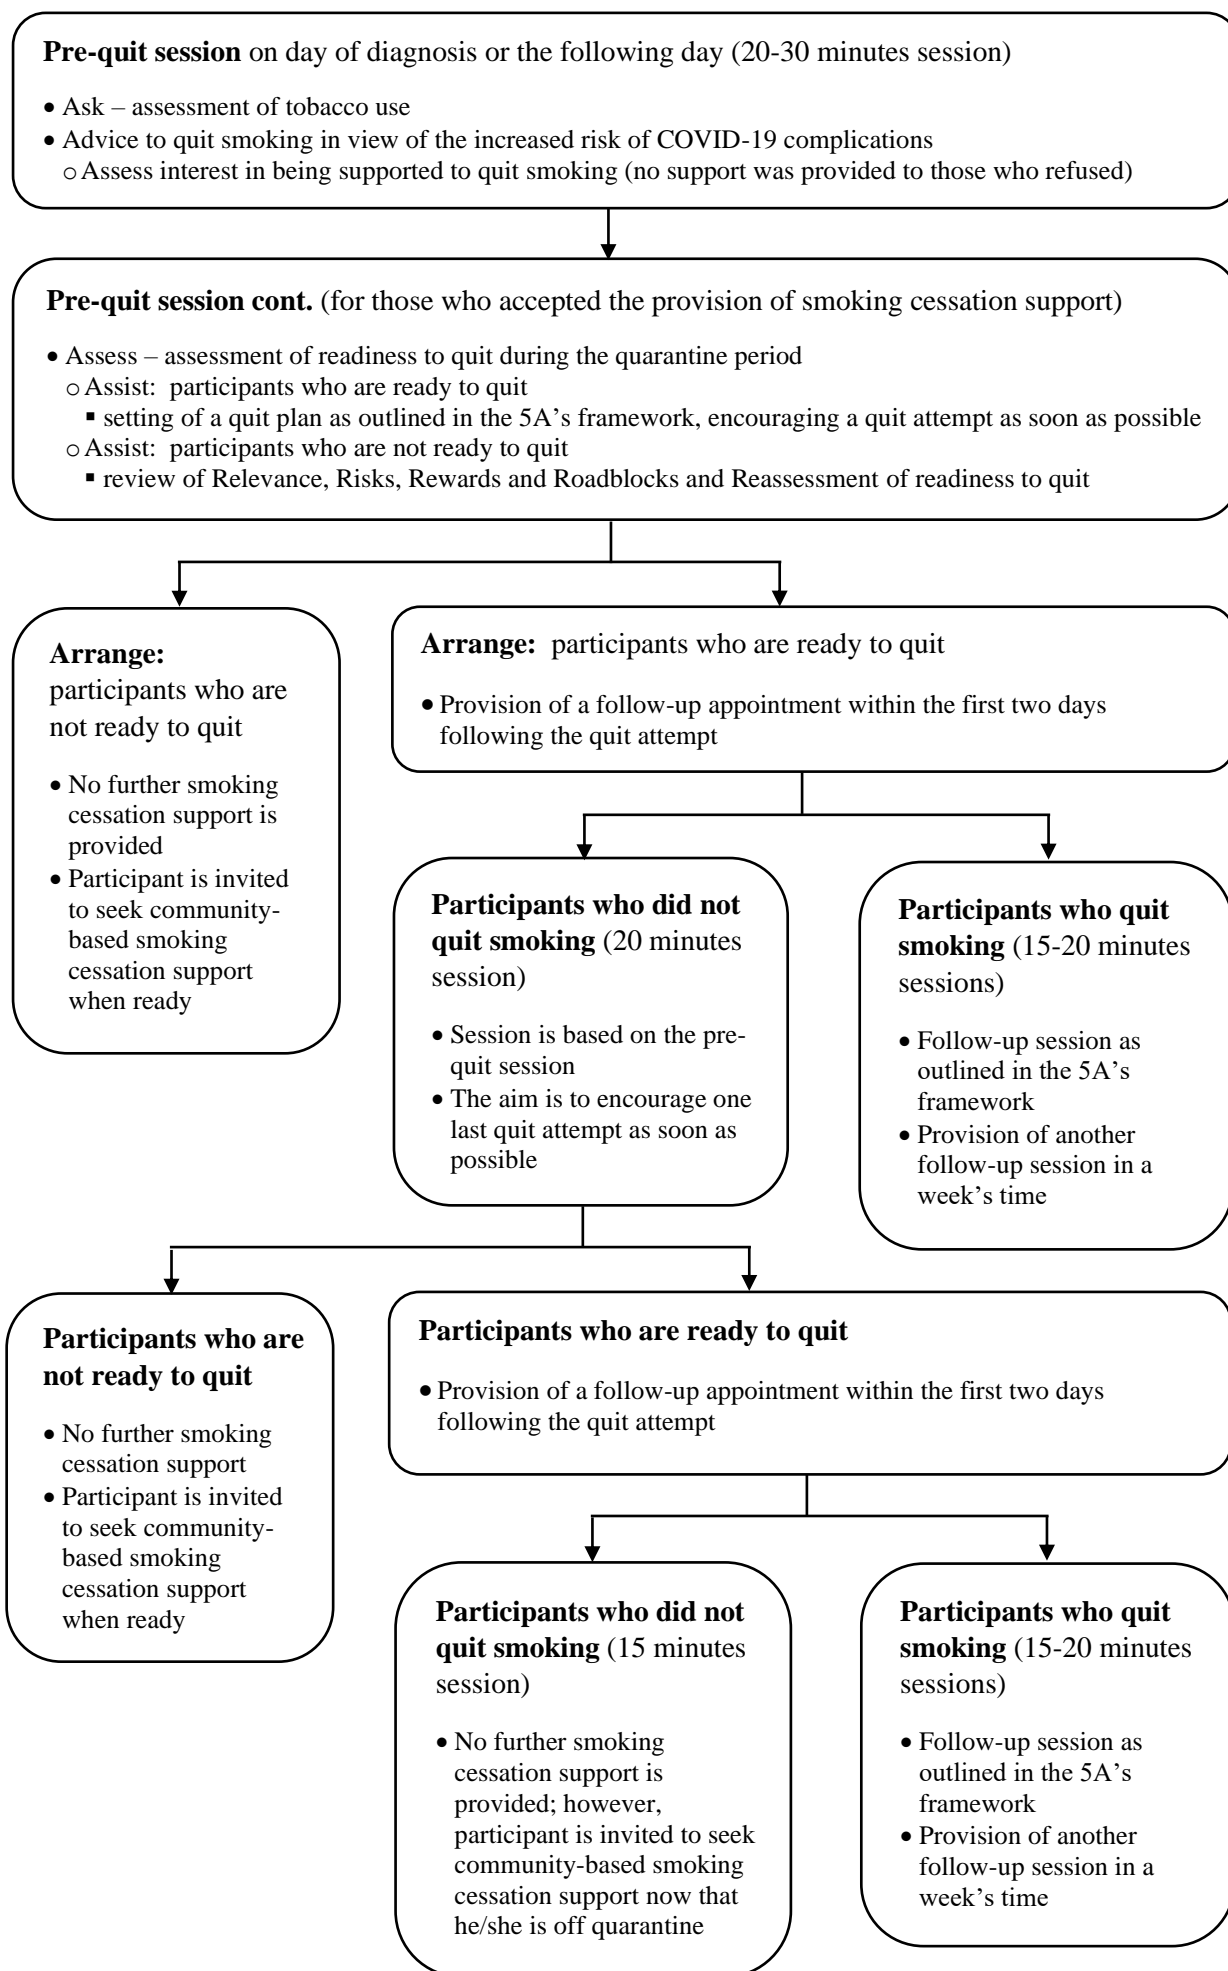 Pre-quit session on day of diagnosis or the following day (20-30 minutes session)
• Ask – assessment of tobacco use
• Advice to quit smoking in view of the increased risk of COVID-19 complications
o Assess interest in being supported to quit smoking (no support was provided to those who refused)
Pre-quit session cont. (for those who accepted the provision of smoking cessation support)
• Assess – assessment of readiness to quit during the quarantine period
o Assist: participants who are ready to quit
▪ setting of a quit plan as outlined in the 5A's framework, encouraging a quit attempt as soon as possible
o Assist: participants who are not ready to quit
▪ review of Relevance, Risks, Rewards and Roadblocks and Reassessment of readiness to quit
Arrange:
participants who are
not ready to quit
• No further smoking
cessation support is
provided
• Participant is invited
to seek community-
based smoking
cessation support
when ready
Arrange: participants who are ready to quit
• Provision of a follow-up appointment within the first two days
following the quit attempt
Participants who did not
quit smoking (20 minutes
session)
• Session is based on the pre-
quit session
• The aim is to encourage one
last quit attempt as soon as
possible
Participants who quit
smoking (15-20 minutes
sessions)
• Follow-up session as
outlined in the 5A's
framework
• Provision of another
follow-up session in a
week's time
Participants who are
not ready to quit
• No further smoking
cessation support
• Participant is invited
to seek community-
based smoking
cessation support
when ready
Participants who are ready to quit
• Provision of a follow-up appointment within the first two days
following the quit attempt
Participants who did not
quit smoking (15 minutes
session)
• No further smoking
cessation support is
provided; however,
participant is invited to seek
community-based smoking
cessation support now that
he/she is off quarantine
Participants who quit
smoking (15-20 minutes
sessions)
• Follow-up session as
outlined in the 5A's
framework
• Provision of another
follow-up session in a
week's time